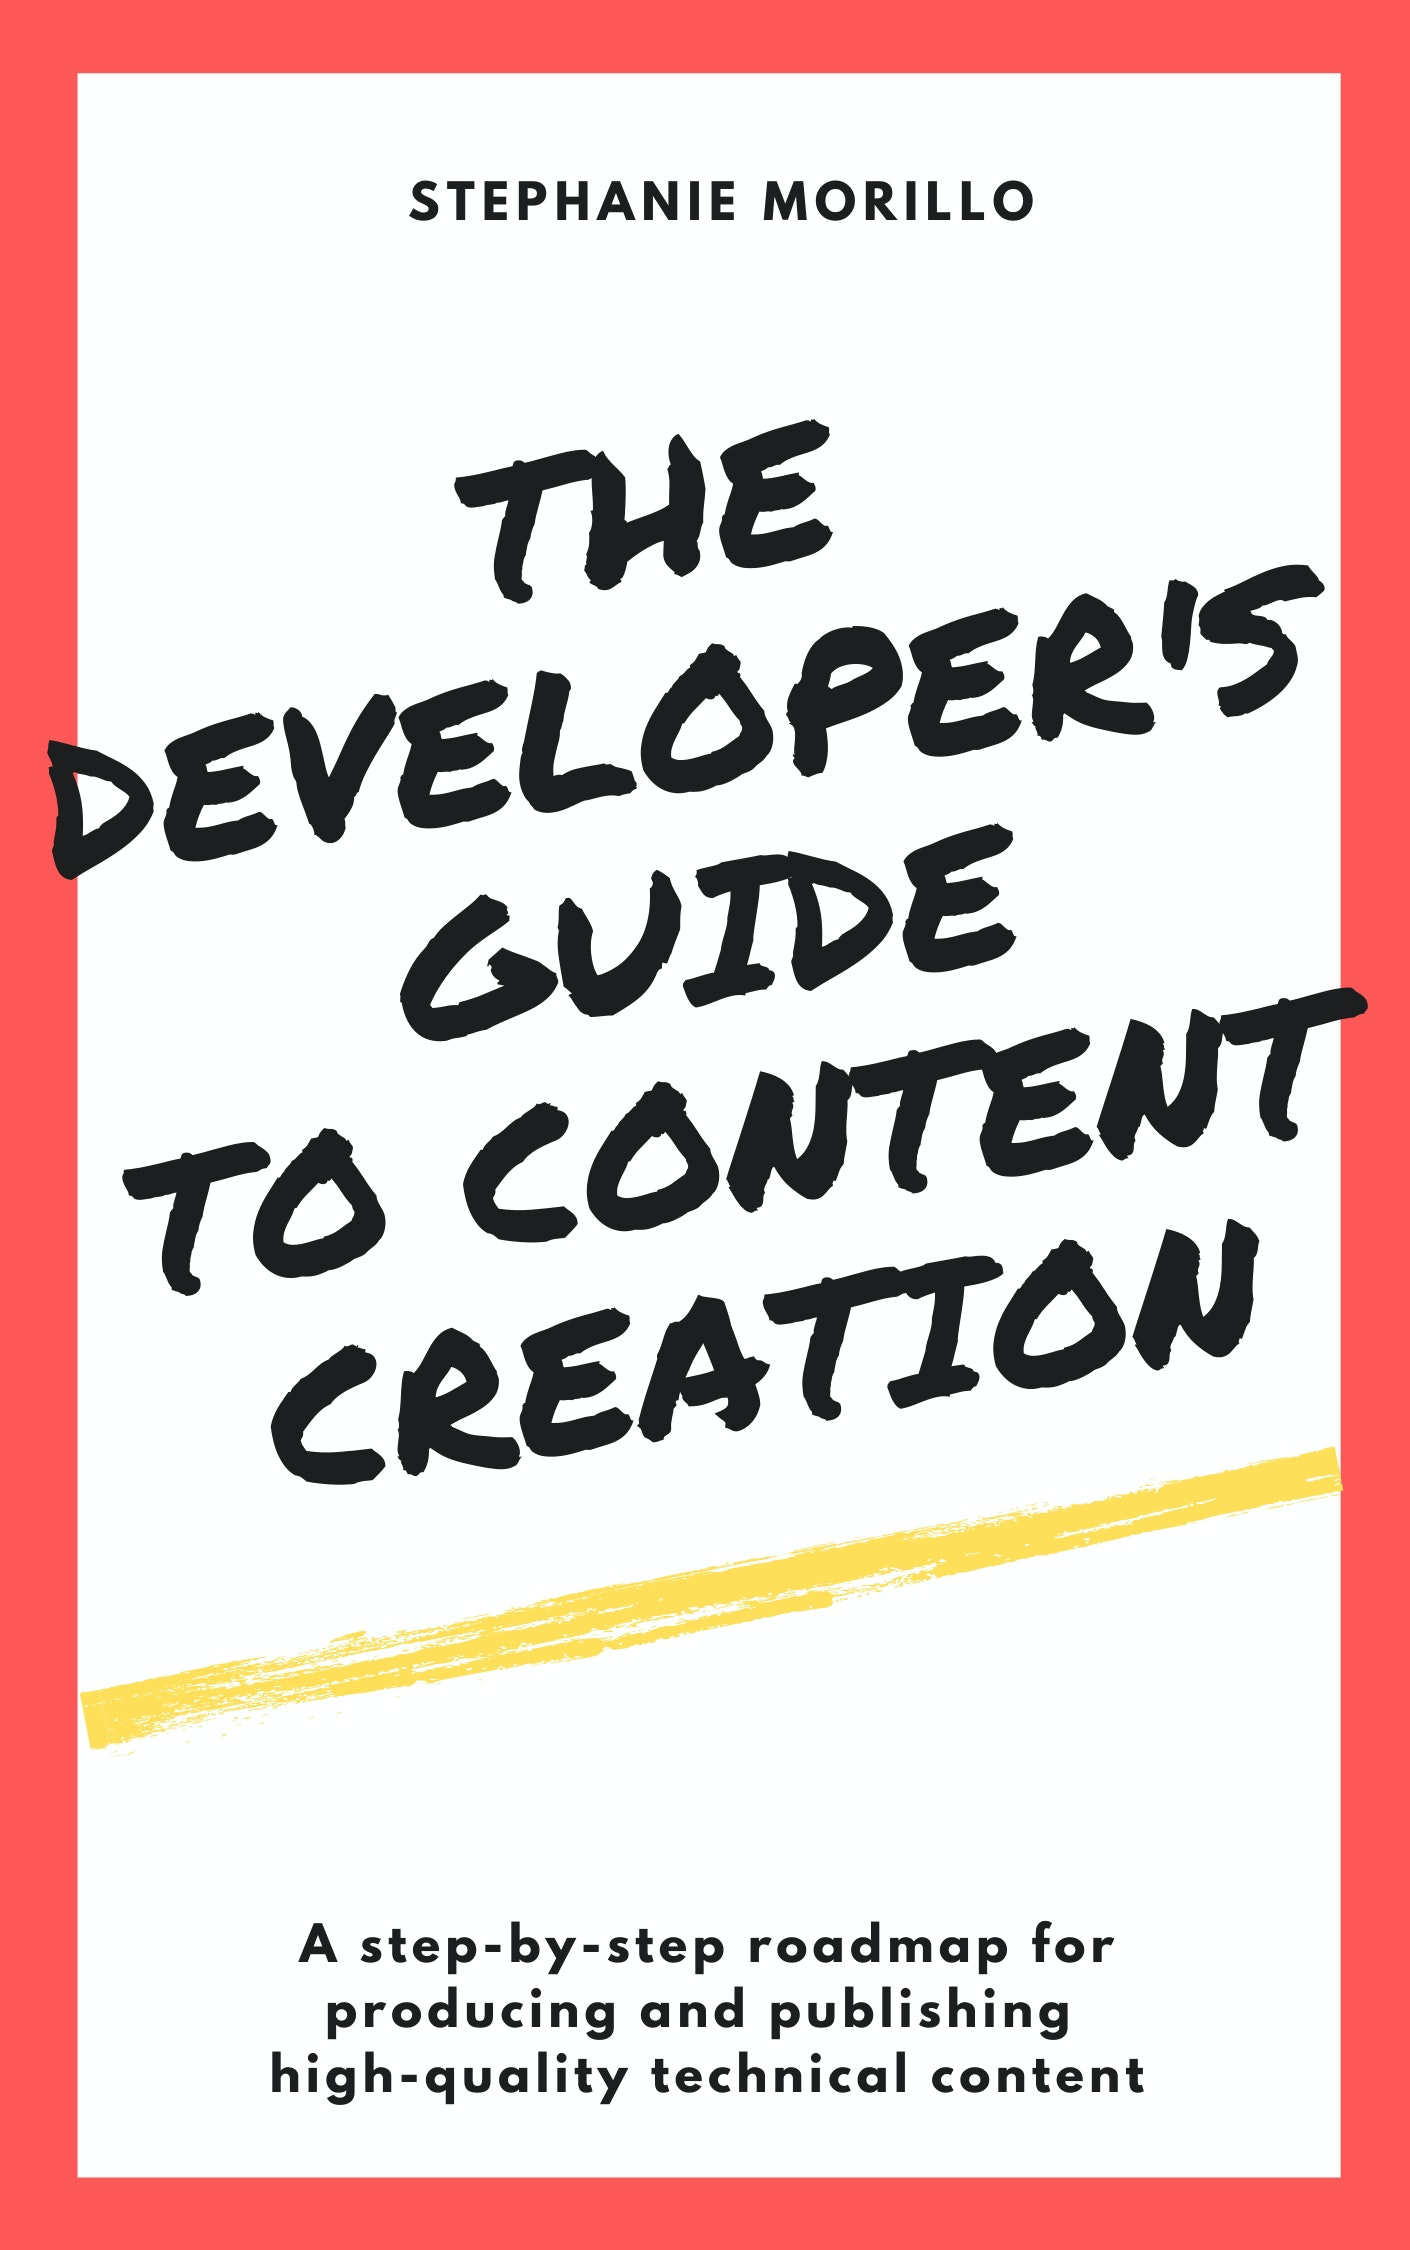 STEPHANIE MORILLO
THE
DEVELOPER'S
GUIDE
TO CONTENT
CREATION
A step-by-step roadmap for
producing and publishing
high-quality technical content